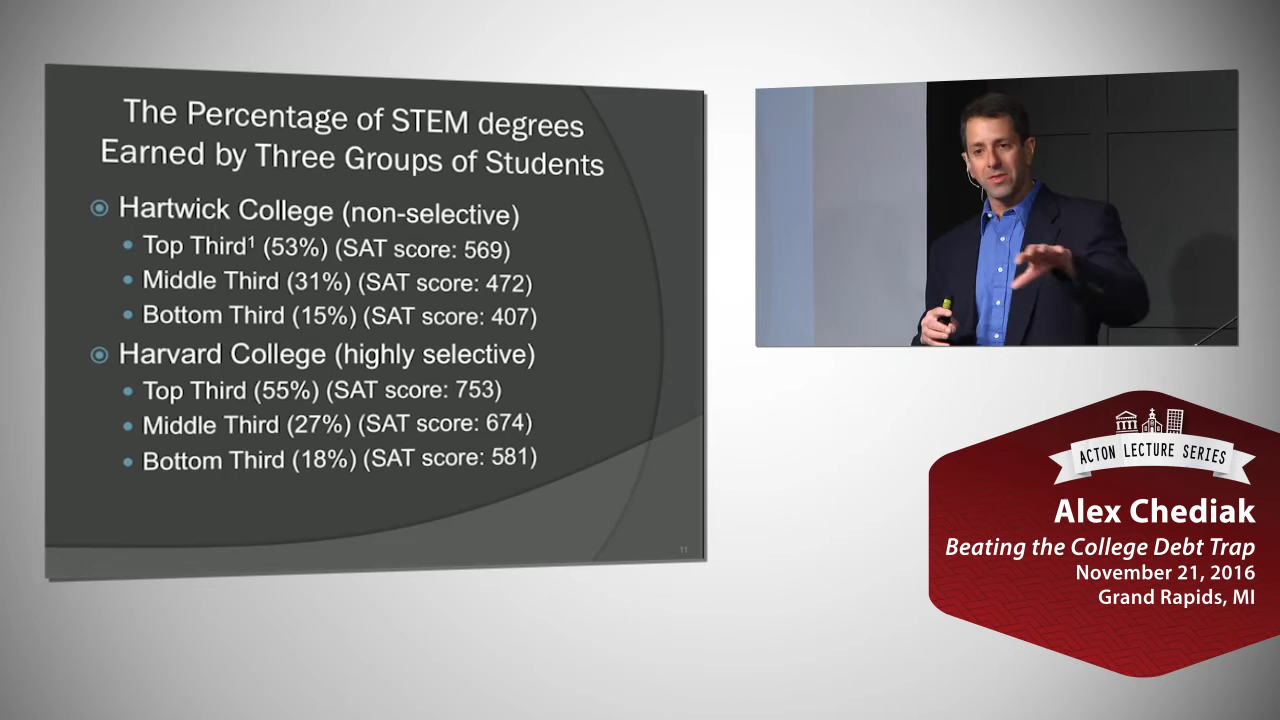 The Percentage of STEM degrees
Earned by Three Groups of Students
Hartwick College (non-selective)
Top Third¹ (53%) (SAT score: 569)
Middle Third (31%) (SAT score: 472)
Bottom Third (15%) (SAT score: 407)
Harvard College (highly selective)
Top Third (55%) (SAT score: 753)
Middle Third (27%) (SAT score: 674)
Bottom Third (18%) (SAT score: 581)
11
ACTON LECTURE SERIES
Alex Chediak
Beating the College Debt Trap
November 21, 2016
Grand Rapids, MI